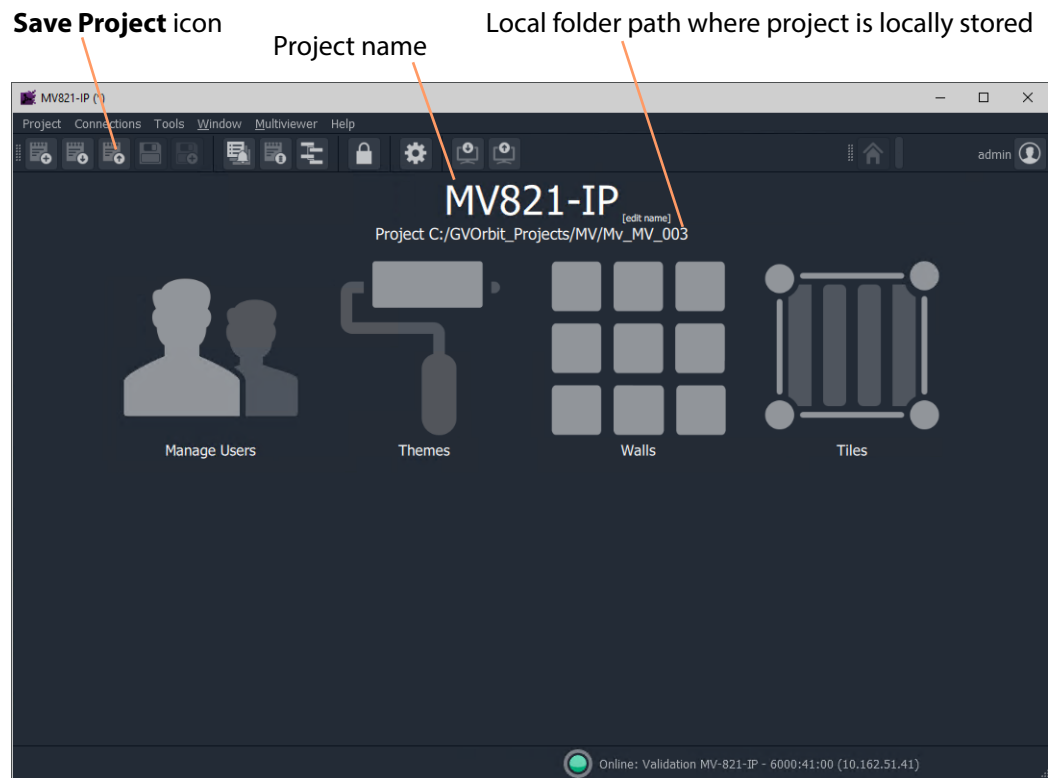 Save Project icon
Project name
Local folder path where project is locally stored
MV821-IP (*)
Project Connections Tools Window Multiviewer Help
admin
MV821-IP
[edit name]
Project C:/GVOrbit_Projects/MV/Mv_MV_003
Manage Users
Themes
Walls
Tiles
Online: Validation MV-821-IP - 6000:41:00 (10.162.51.41)